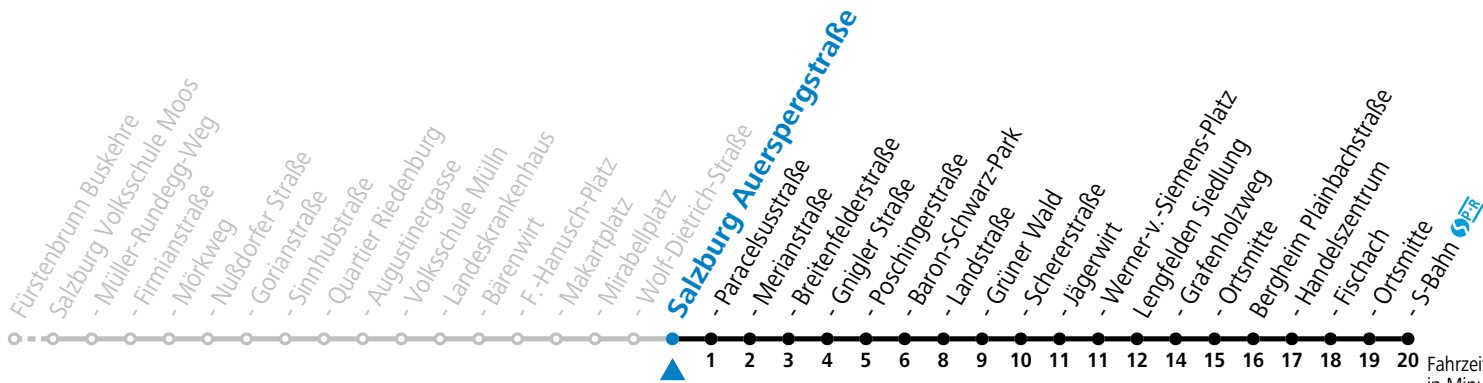 Fürstenbrunn Buskehre
Salzburg Volksschule Moos
- Müller-Rundegg-Weg
- Firmianstraße
- Mörkweg
- Nußdorfer Straße
- Gorianstraße
- Sinnhubstraße
- Quartier Riedenburg
- Augustinergasse
- Volksschule Mülln
- Landeskrankenhaus
- Bärenwirt
- F.-Hanusch-Platz
- Makartplatz
- Mirabellplatz
- Wolf-Dietrich-Straße
Salzburg Auerspergstraße
- Paracelsusstraße
- Merianstraße
- Breitenfelderstraße
- Gnigler Straße
- Poschingerstraße
- Baron-Schwarz-Park
- Landstraße
- Grüner Wald
- Schererstraße
- Jägerwirt
- Werner-v.-Siemens-Platz
Lengfelden Siedlung
- Grafenholzweg
- Ortsmitte
Bergheim Plainbachstraße
- Handelszentrum
- Fischach
- Ortsmitte
- S-Bahn S P+R
1 2 3 4 5 6 8 9 10 11 11 12 14 15 16 17 18 19 20 Fahrzeit